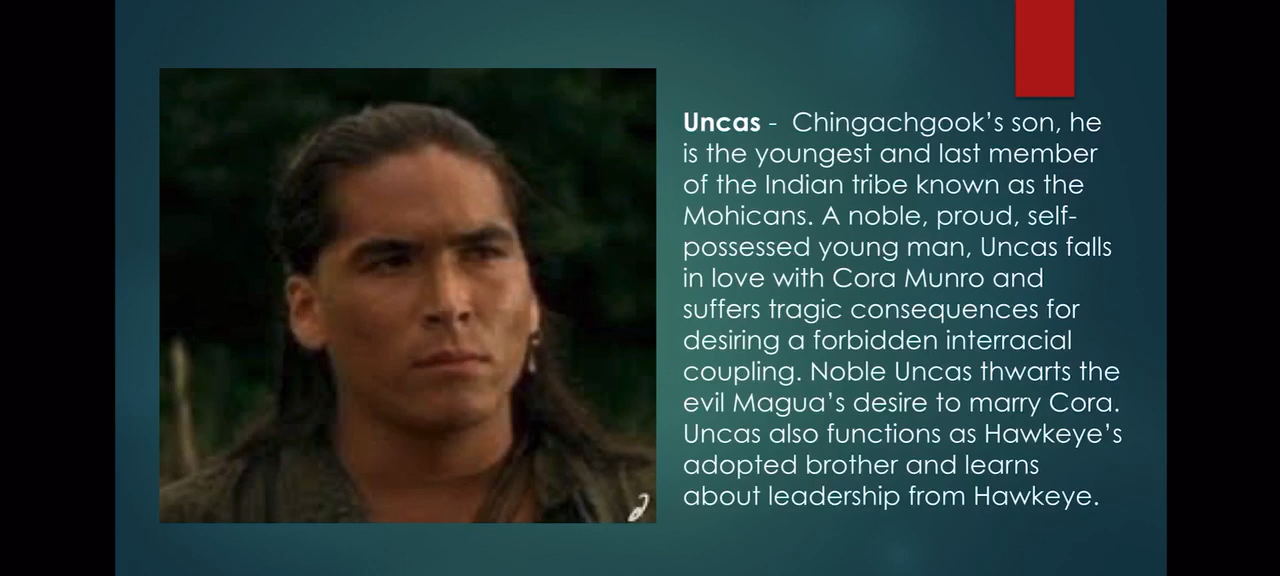 Uncas - Chingachgook’s son, he
is the youngest and last member
of the Indian tribe known as the
Mohicans. A noble, proud, self-
possessed young man, Uncas falls
in love with Cora Munro and
suffers tragic consequences for
desiring a forbidden interracial
coupling. Noble Uncas thwarts the
evil Magua’s desire to marry Cora.
Uncas also functions as Hawkeye’s
adopted brother and learns
about leadership from Hawkeye.